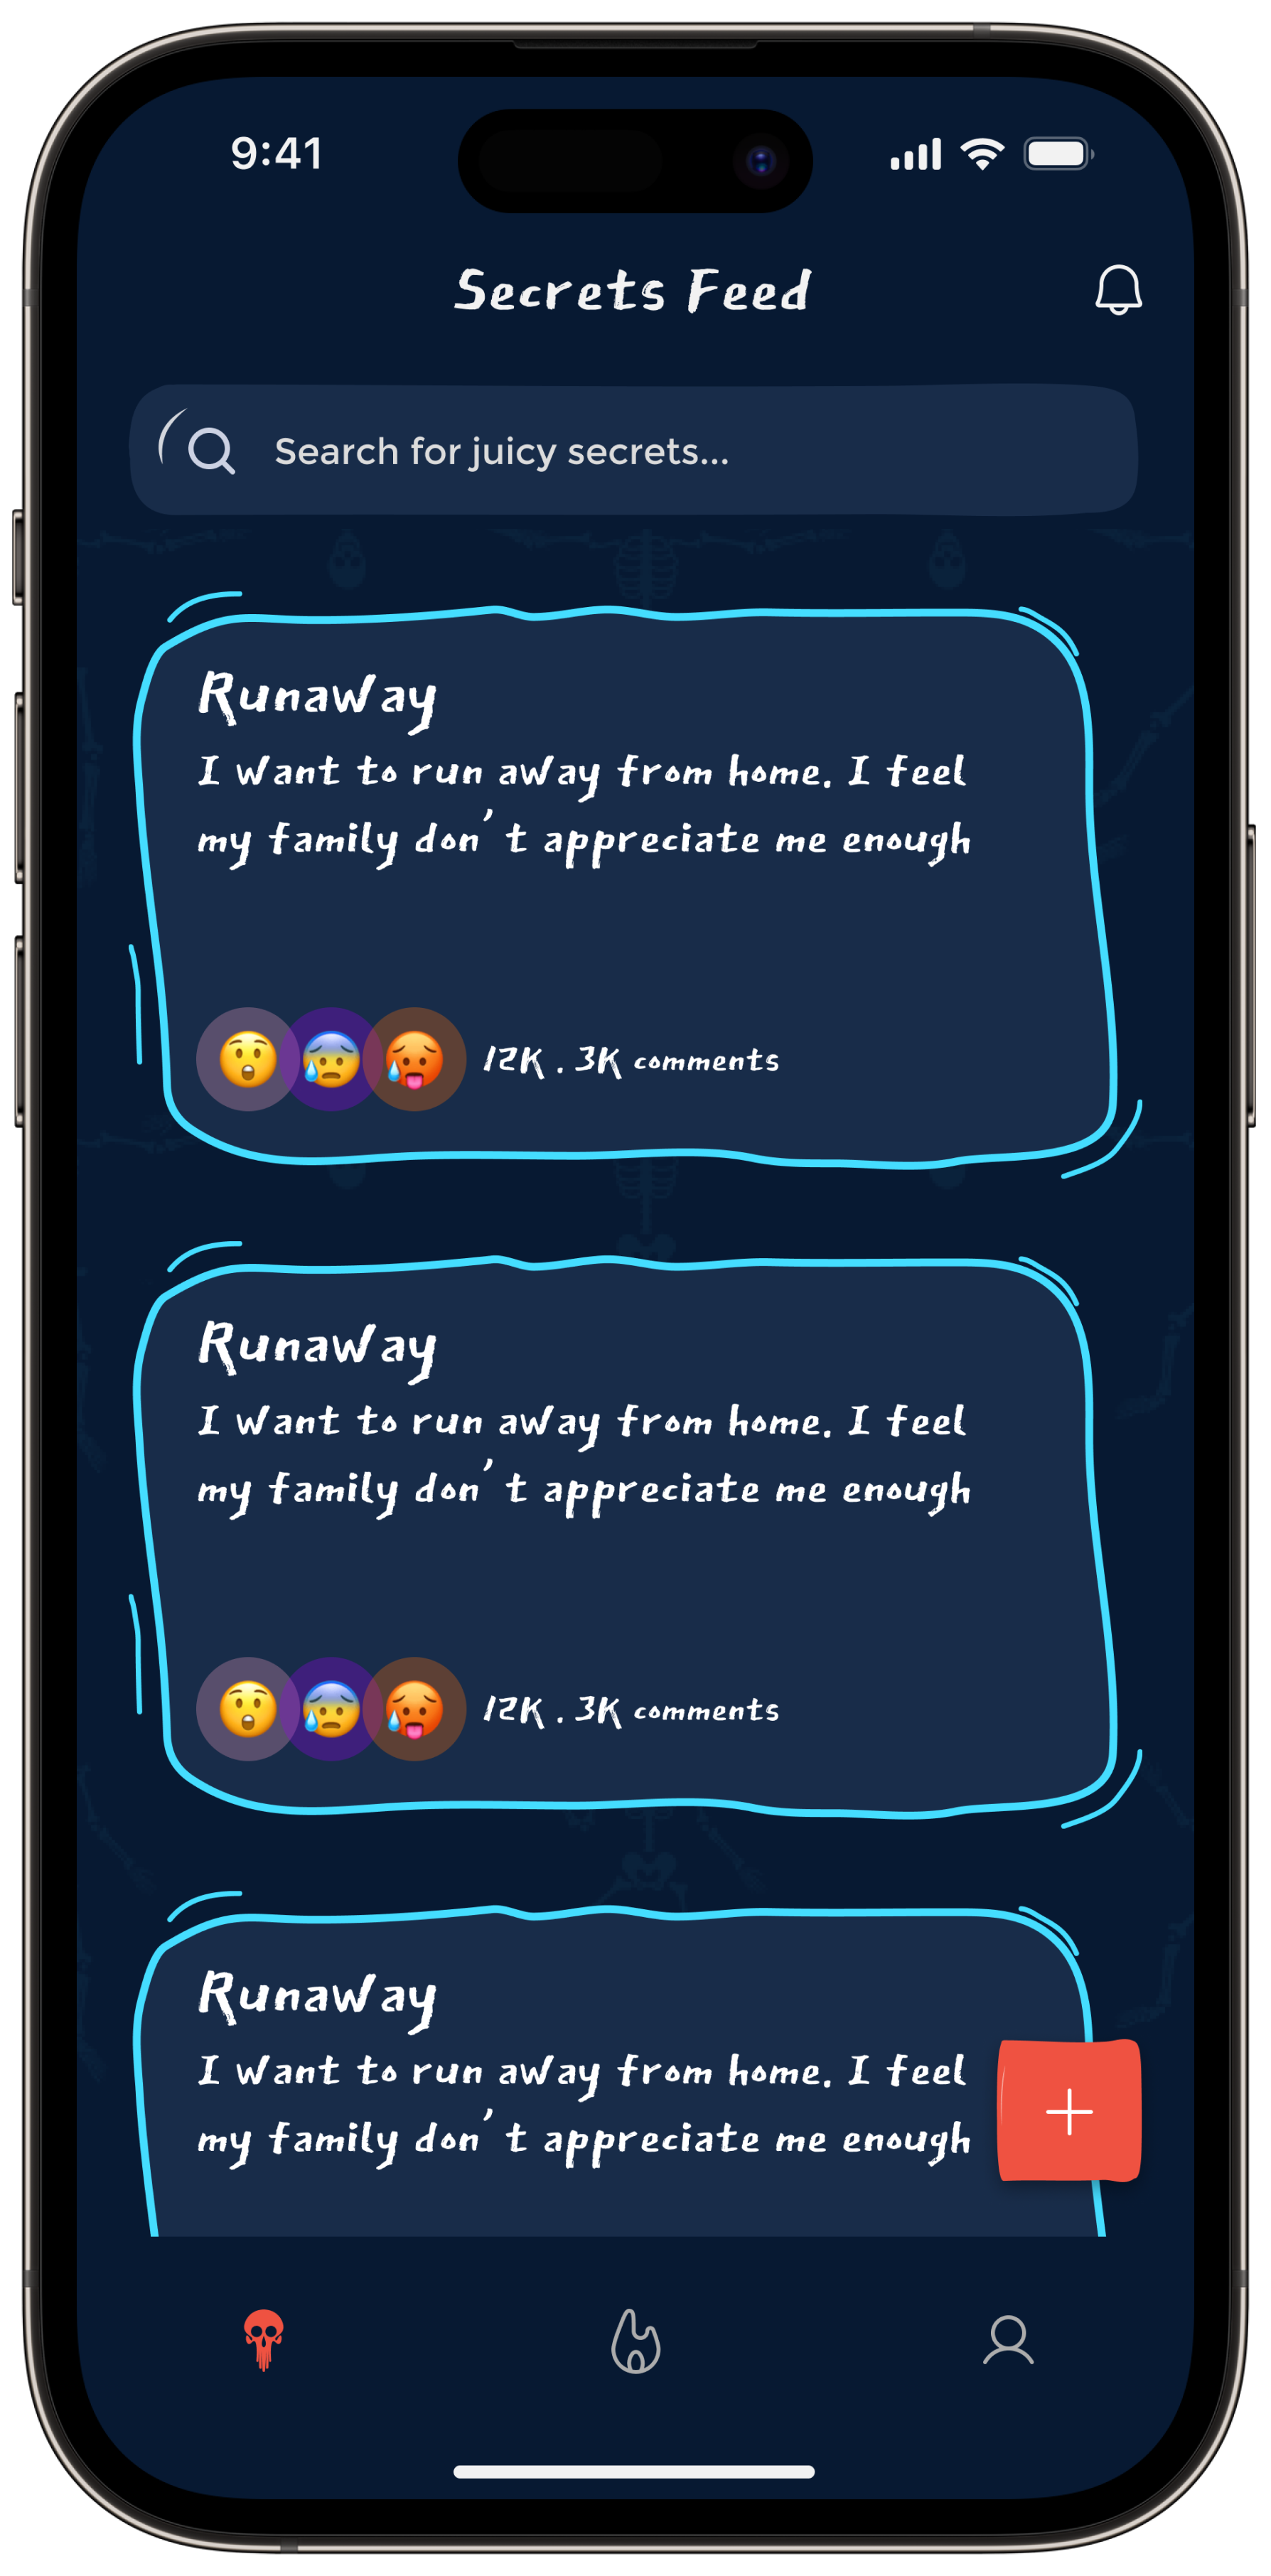 9:41
Secrets Feed
Search for juicy secrets...
Runaway
I want to run away from home. I feel
my family don't appreciate me enough
12K . 3K comments
Runaway
I want to run away from home. I feel
my family don't appreciate me enough
12K . 3K comments
Runaway
I want to run away from home. I feel
my family don't appreciate me enough